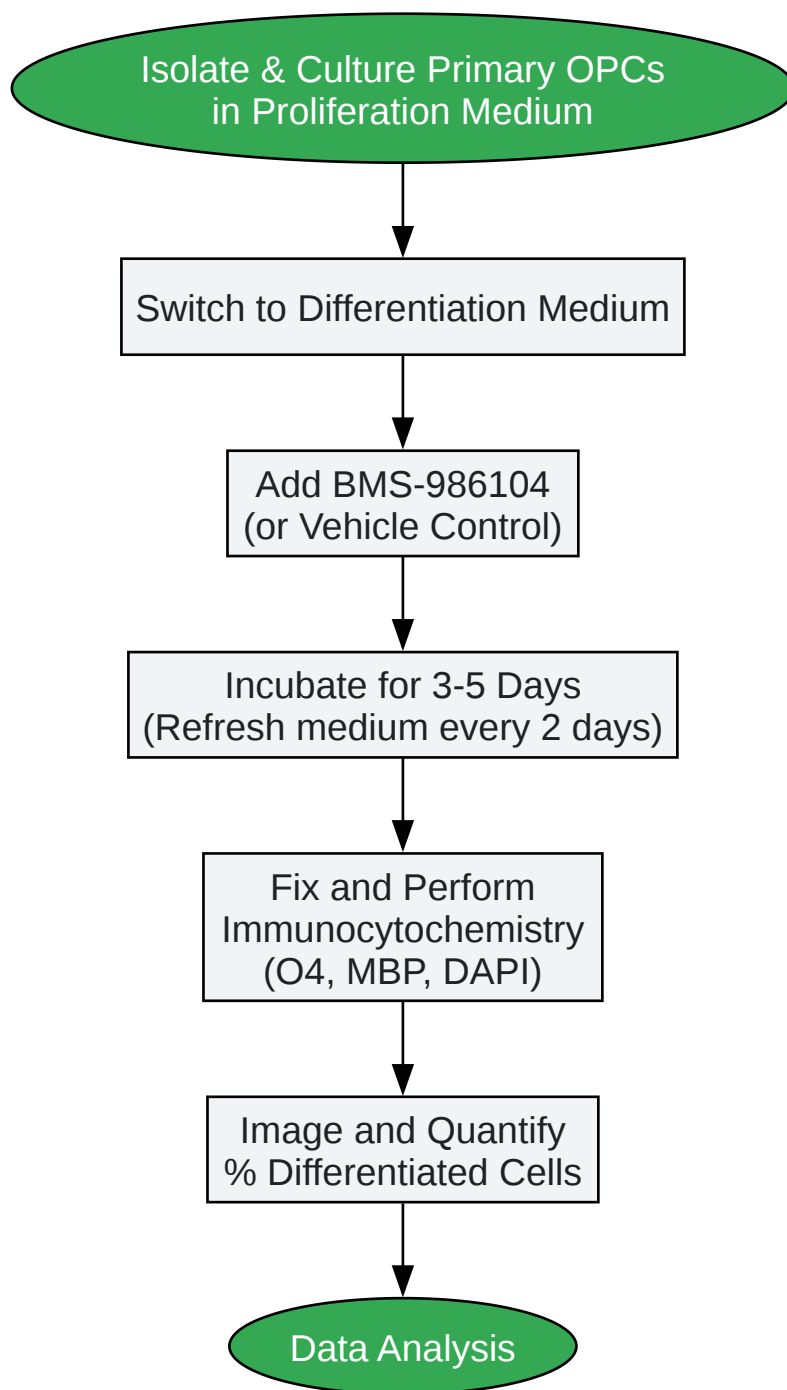 Isolate & Culture Primary OPCs
in Proliferation Medium
Switch to Differentiation Medium
Add BMS-986104
(or Vehicle Control)
Incubate for 3-5 Days
(Refresh medium every 2 days)
Fix and Perform
Immunocytochemistry
(O4, MBP, DAPI)
Image and Quantify
% Differentiated Cells
Data Analysis